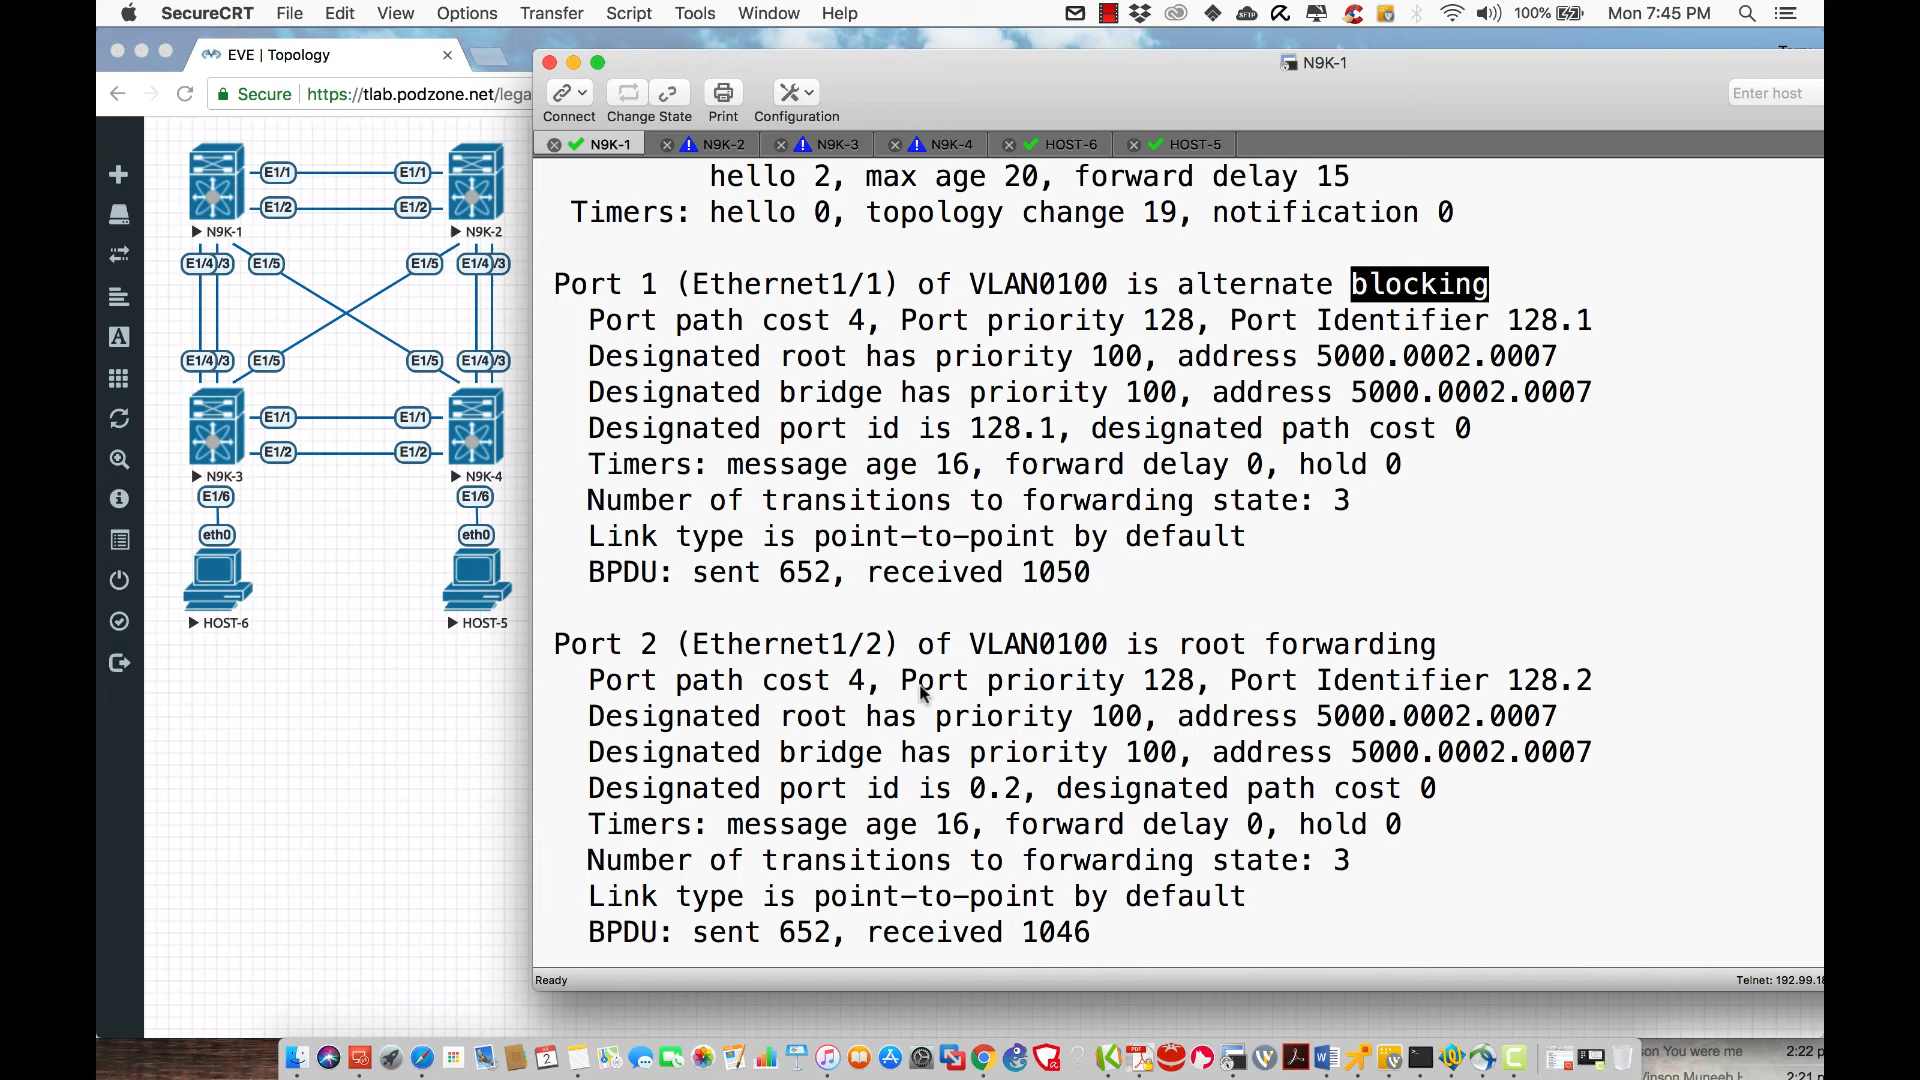 SecureCRT File Edit View Options Transfer Script Tools Window Help 100% Mon 7:45 PM
EVE | Topology
N9K-1
Secure https://tlab.podzone.net/lega
Enter host
Connect Change State Print Configuration
N9K-1 N9K-2 N9K-3 N9K-4 HOST-6 HOST-5
hello 2, max age 20, forward delay 15
Timers: hello 0, topology change 19, notification 0
Port 1 (Ethernet1/1) of VLAN0100 is alternate blocking
Port path cost 4, Port priority 128, Port Identifier 128.1
Designated root has priority 100, address 5000.0002.0007
Designated bridge has priority 100, address 5000.0002.0007
Designated port id is 128.1, designated path cost 0
Timers: message age 16, forward delay 0, hold 0
Number of transitions to forwarding state: 3
Link type is point-to-point by default
BPDU: sent 652, received 1050
Port 2 (Ethernet1/2) of VLAN0100 is root forwarding
Port path cost 4, Port priority 128, Port Identifier 128.2
Designated root has priority 100, address 5000.0002.0007
Designated bridge has priority 100, address 5000.0002.0007
Designated port id is 0.2, designated path cost 0
Timers: message age 16, forward delay 0, hold 0
Number of transitions to forwarding state: 3
Link type is point-to-point by default
BPDU: sent 652, received 1046
Ready
Telnet: 192.99.18
E1/1 E1/1
E1/2 E1/2
N9K-1 N9K-2
E1/4 /3 E1/5 E1/5 E1/4 /3
E1/4 /3 E1/5 E1/5 E1/4 /3
E1/1 E1/1
E1/2 E1/2
N9K-3 N9K-4
E1/6 E1/6
eth0 eth0
HOST-6 HOST-5
son You were me 2:22 p
2:21 p